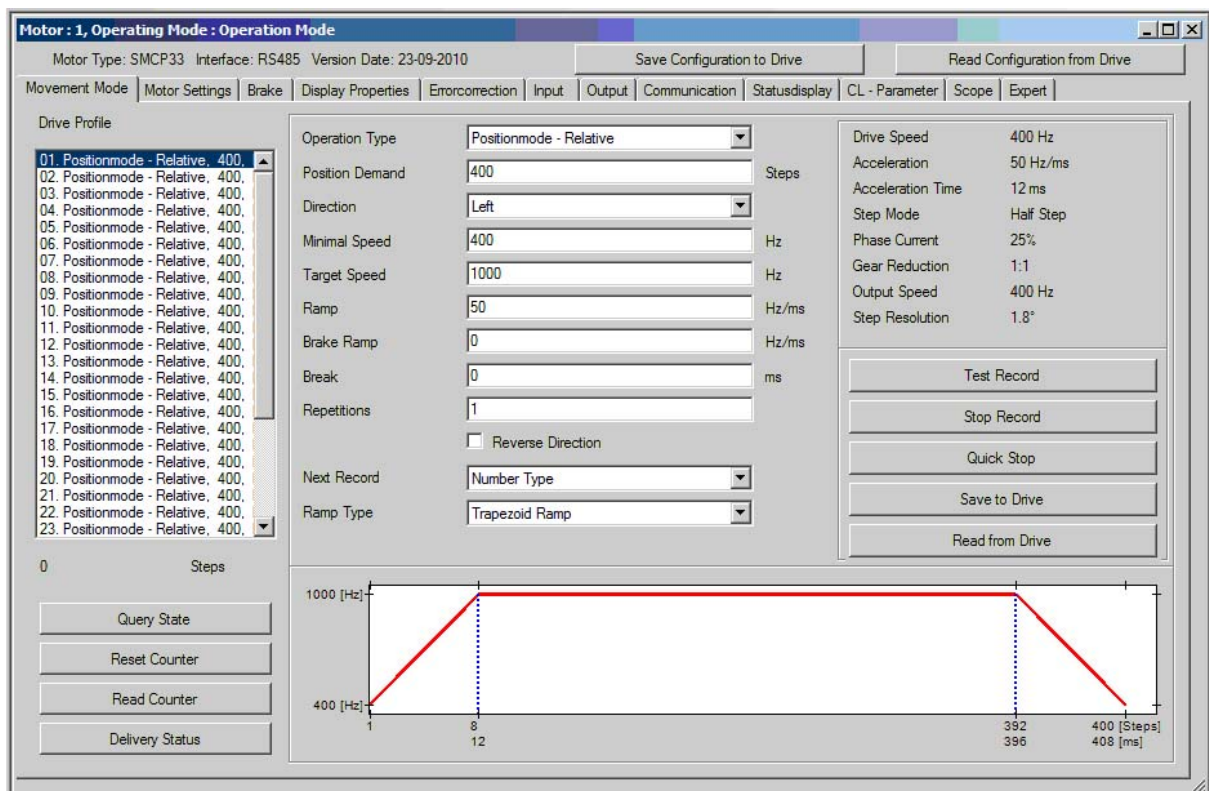 Motor : 1, Operating Mode : Operation Mode
Motor Type: SMCP33 Interface: RS485 Version Date: 23-09-2010
Save Configuration to Drive
Read Configuration from Drive
Movement Mode
Motor Settings
Brake
Display Properties
Errorcorrection
Input
Output
Communication
Statusdisplay
CL - Parameter
Scope
Expert
Drive Profile
01. Positionmode - Relative, 400,
02. Positionmode - Relative, 400,
03. Positionmode - Relative, 400,
04. Positionmode - Relative, 400,
05. Positionmode - Relative, 400,
06. Positionmode - Relative, 400,
07. Positionmode - Relative, 400,
08. Positionmode - Relative, 400,
09. Positionmode - Relative, 400,
10. Positionmode - Relative, 400,
11. Positionmode - Relative, 400,
12. Positionmode - Relative, 400,
13. Positionmode - Relative, 400,
14. Positionmode - Relative, 400,
15. Positionmode - Relative, 400,
16. Positionmode - Relative, 400,
17. Positionmode - Relative, 400,
18. Positionmode - Relative, 400,
19. Positionmode - Relative, 400,
20. Positionmode - Relative, 400,
21. Positionmode - Relative, 400,
22. Positionmode - Relative, 400,
23. Positionmode - Relative, 400,
0 Steps
Query State
Reset Counter
Read Counter
Delivery Status
Operation Type Positionmode - Relative
Position Demand 400 Steps
Direction Left
Minimal Speed 400 Hz
Target Speed 1000 Hz
Ramp 50 Hz/ms
Brake Ramp 0 Hz/ms
Break 0 ms
Repetitions 1
Reverse Direction
Next Record Number Type
Ramp Type Trapezoid Ramp
Drive Speed 400 Hz
Acceleration 50 Hz/ms
Acceleration Time 12 ms
Step Mode Half Step
Phase Current 25%
Gear Reduction 1:1
Output Speed 400 Hz
Step Resolution 1.8°
Test Record
Stop Record
Quick Stop
Save to Drive
Read from Drive
1000 [Hz]
400 [Hz]
1 8 392 400 [Steps]
12 396 408 [ms]